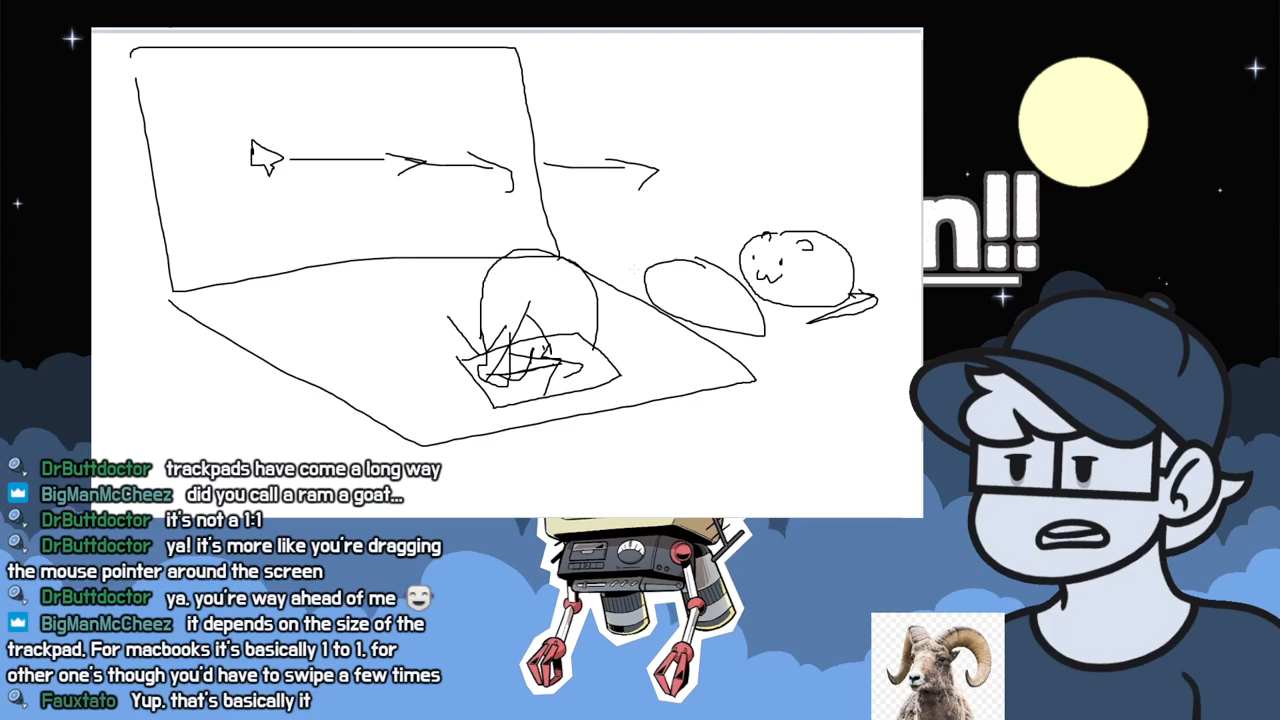 n!!
DrButtdoctor trackpads have come a long way
BigManMcCheez did you call a ram a goat...
DrButtdoctor it's not a 1:1
DrButtdoctor ya! it's more like you're dragging
the mouse pointer around the screen
DrButtdoctor ya, you're way ahead of me
BigManMcCheez it depends on the size of the
trackpad. For macbooks it's basically 1 to 1, for
other one's though you'd have to swipe a few times
Fauxtato Yup, that's basically it